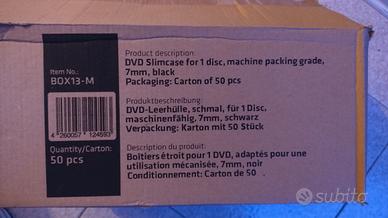 Item No.:
BOX13-M
4 260057 124693
Quantity/Carton:
50 pcs
Product description:
DVD Slimcase for 1 disc, machine packing grade,
7mm, black
Packaging: Carton of 50 pcs
Produktbeschreibung:
DVD-Leerhülle, schmal, für 1 Disc,
maschinenfähig, 7mm, schwarz
Verpackung: Karton mit 50 Stück
Description du produit:
Boîtiers étroit pour 1 DVD, adaptés pour une
utilisation mécanisée, 7mm, noir
Conditionnement: Carton de 50
subito